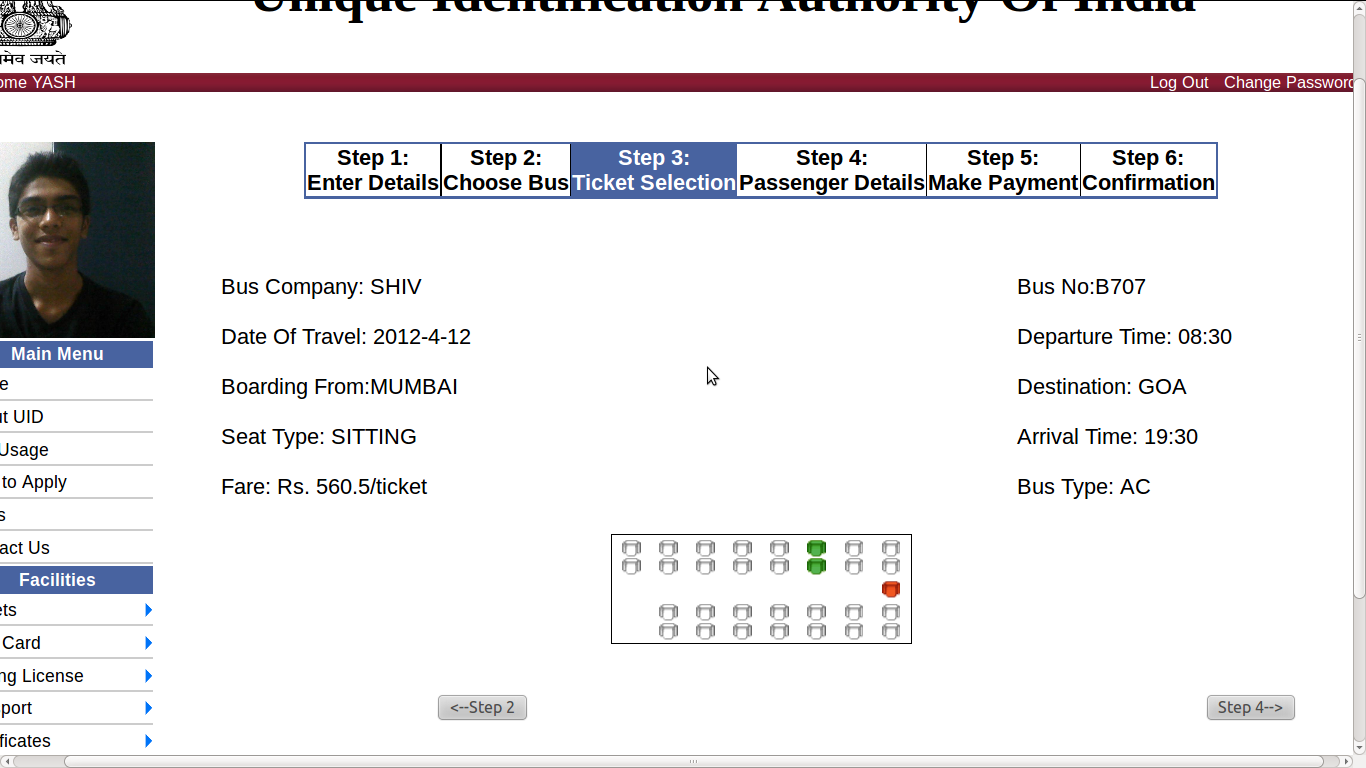 Unique Identification Authority Of India
मेव जयते
ome YASH
Log Out Change Password
Step 1: Enter Details
Step 2: Choose Bus
Step 3: Ticket Selection
Step 4: Passenger Details
Step 5: Make Payment
Step 6: Confirmation
Main Menu
e
ut UID
Usage
to Apply
s
act Us
Facilities
ets
Card
ng License
port
ificates
Bus Company: SHIV
Bus No:B707
Date Of Travel: 2012-4-12
Departure Time: 08:30
Boarding From:MUMBAI
Destination: GOA
Seat Type: SITTING
Arrival Time: 19:30
Fare: Rs. 560.5/ticket
Bus Type: AC
<--Step 2
Step 4-->